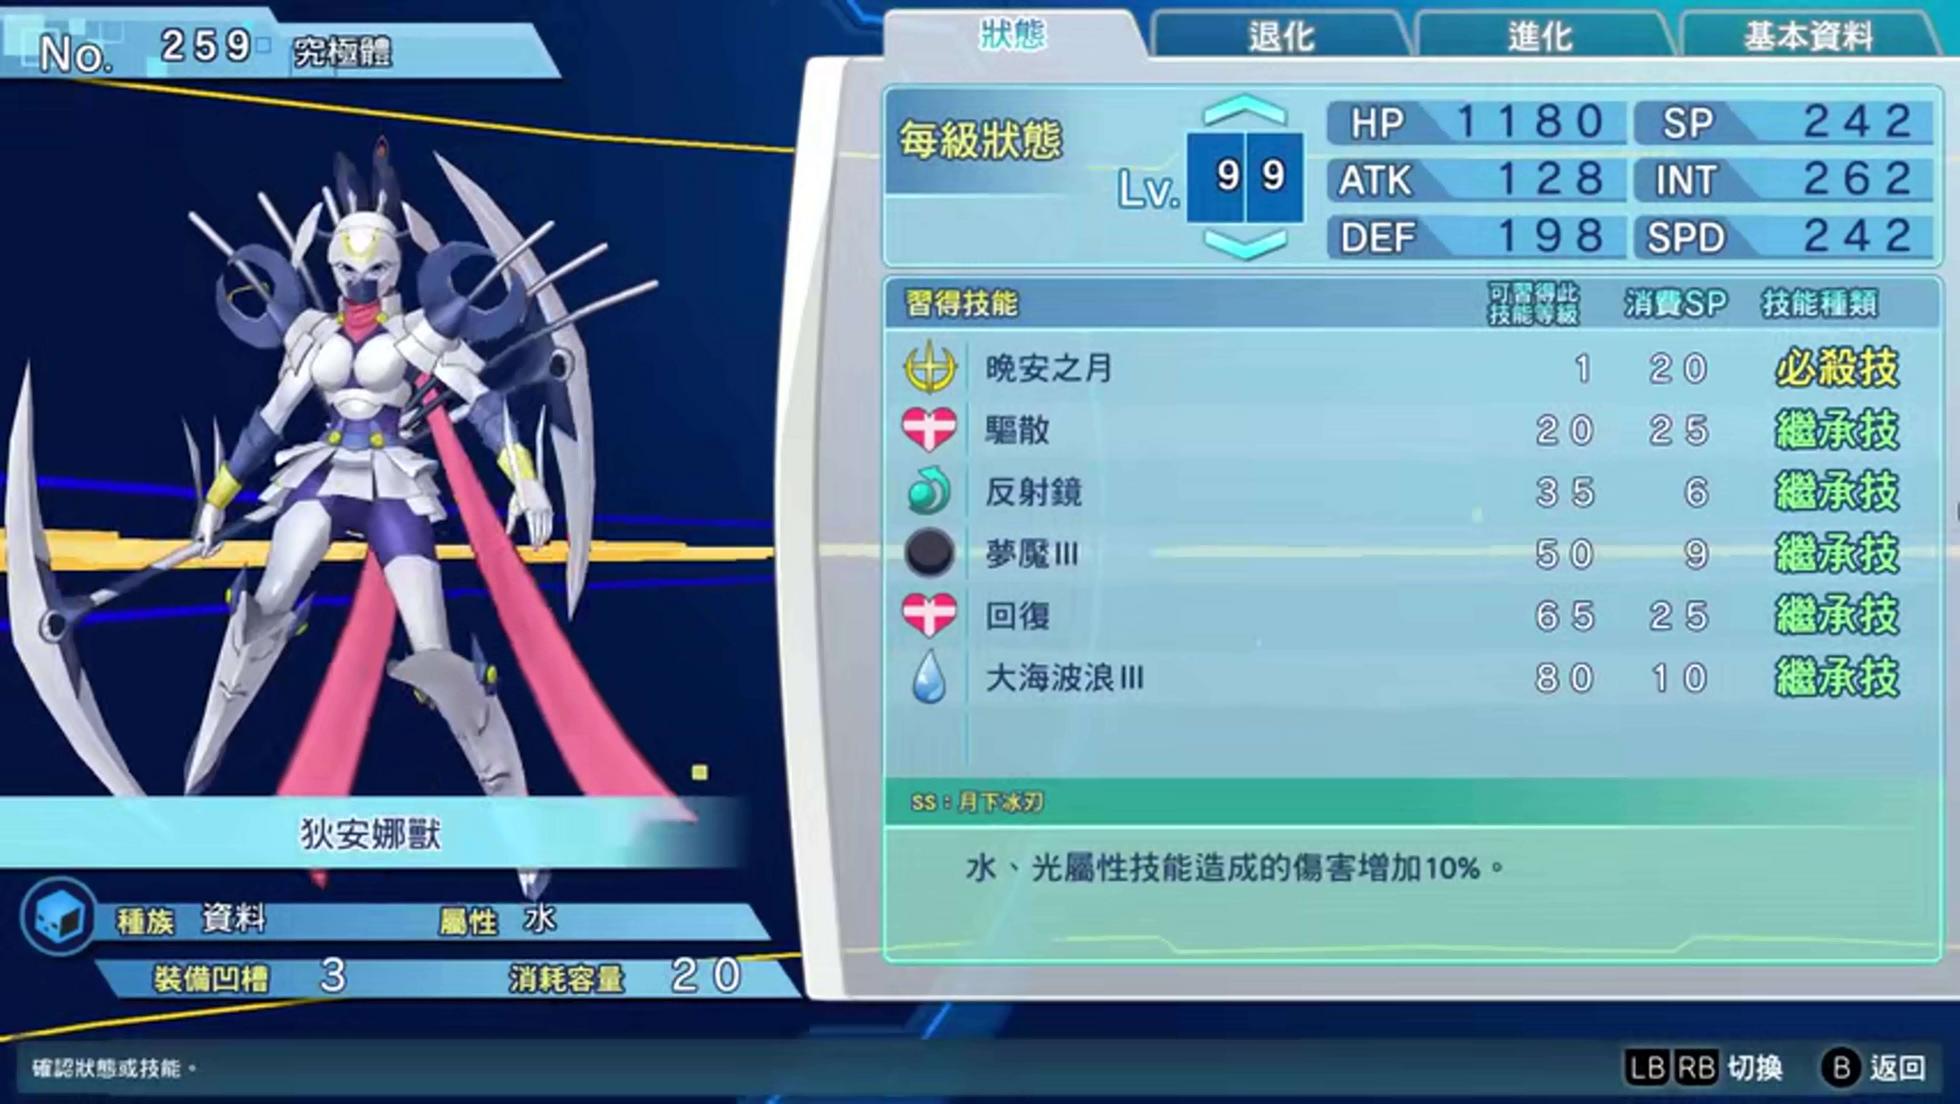 No. 259 究極體
狀態 退化 進化 基本資料
每級狀態
Lv. 99
HP 1180 SP 242
ATK 128 INT 262
DEF 198 SPD 242
習得技能 可習得此技能等級 消費SP 技能種類
晚安之月 1 20 必殺技
驅散 20 25 繼承技
反射鏡 35 6 繼承技
夢魘III 50 9 繼承技
回復 65 25 繼承技
大海波浪III 80 10 繼承技
SS：月下冰刃
水、光屬性技能造成的傷害增加10%。
狄安娜獸
種族 資料 屬性 水
裝備凹槽 3 消耗容量 20
確認狀態或技能。
LB RB 切換 B 返回